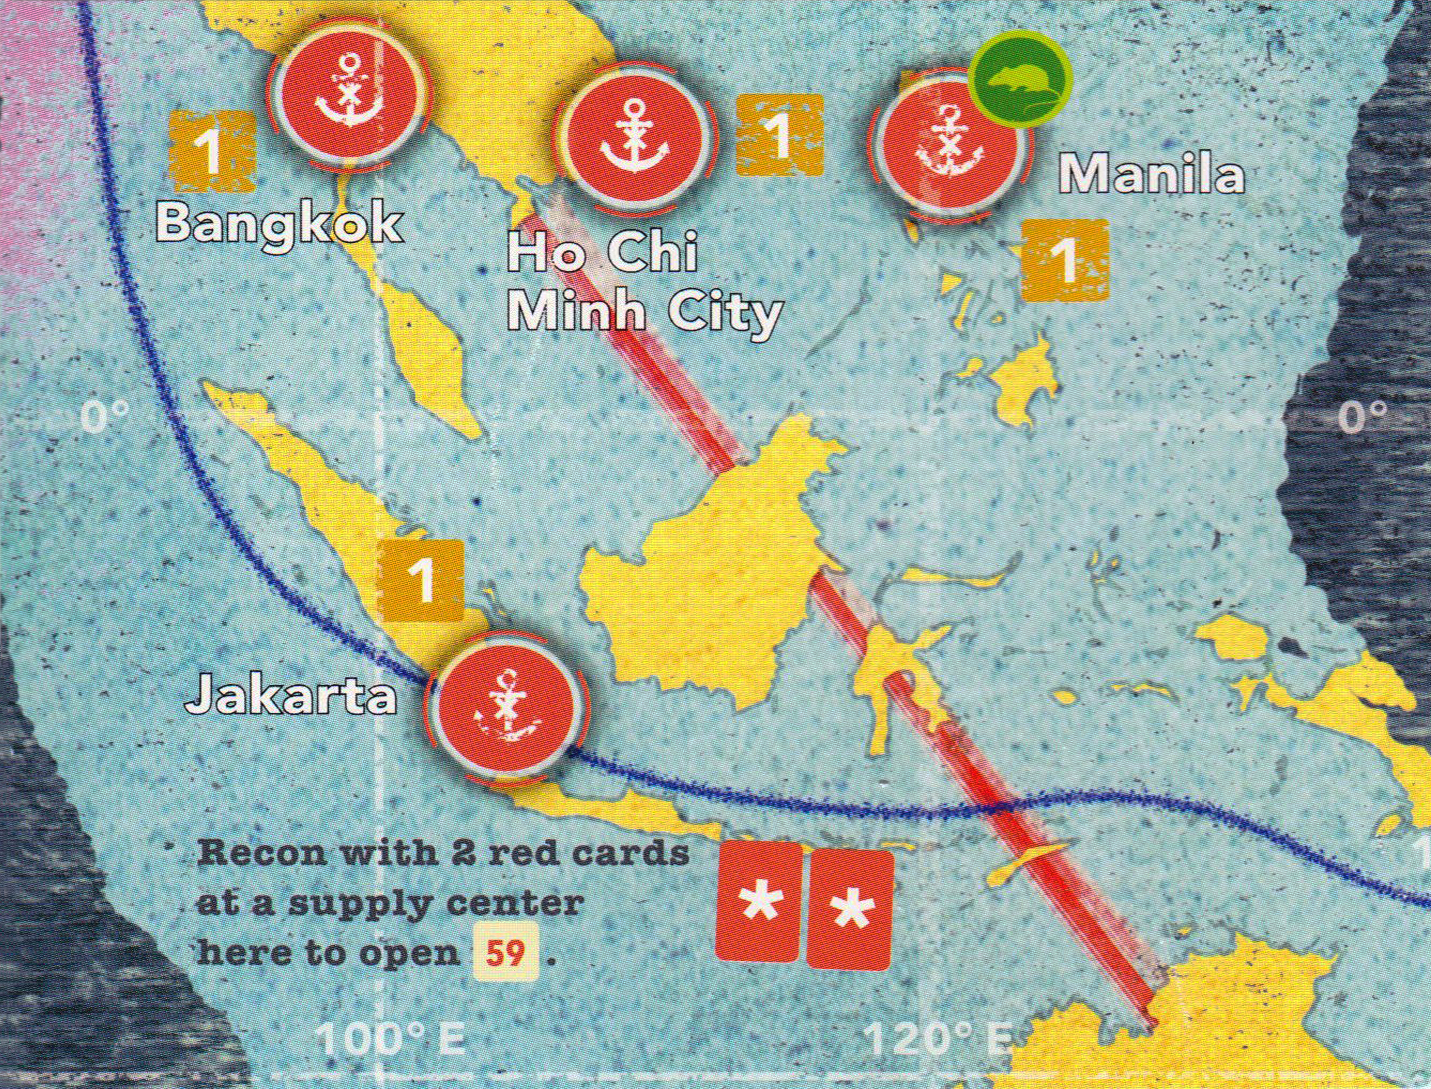 1
Bangkok
1
Ho Chi
Minh City
Manila
1
0°
0°
1
Jakarta
Recon with 2 red cards
at a supply center
here to open 59.
* *
1
100° E
120° E